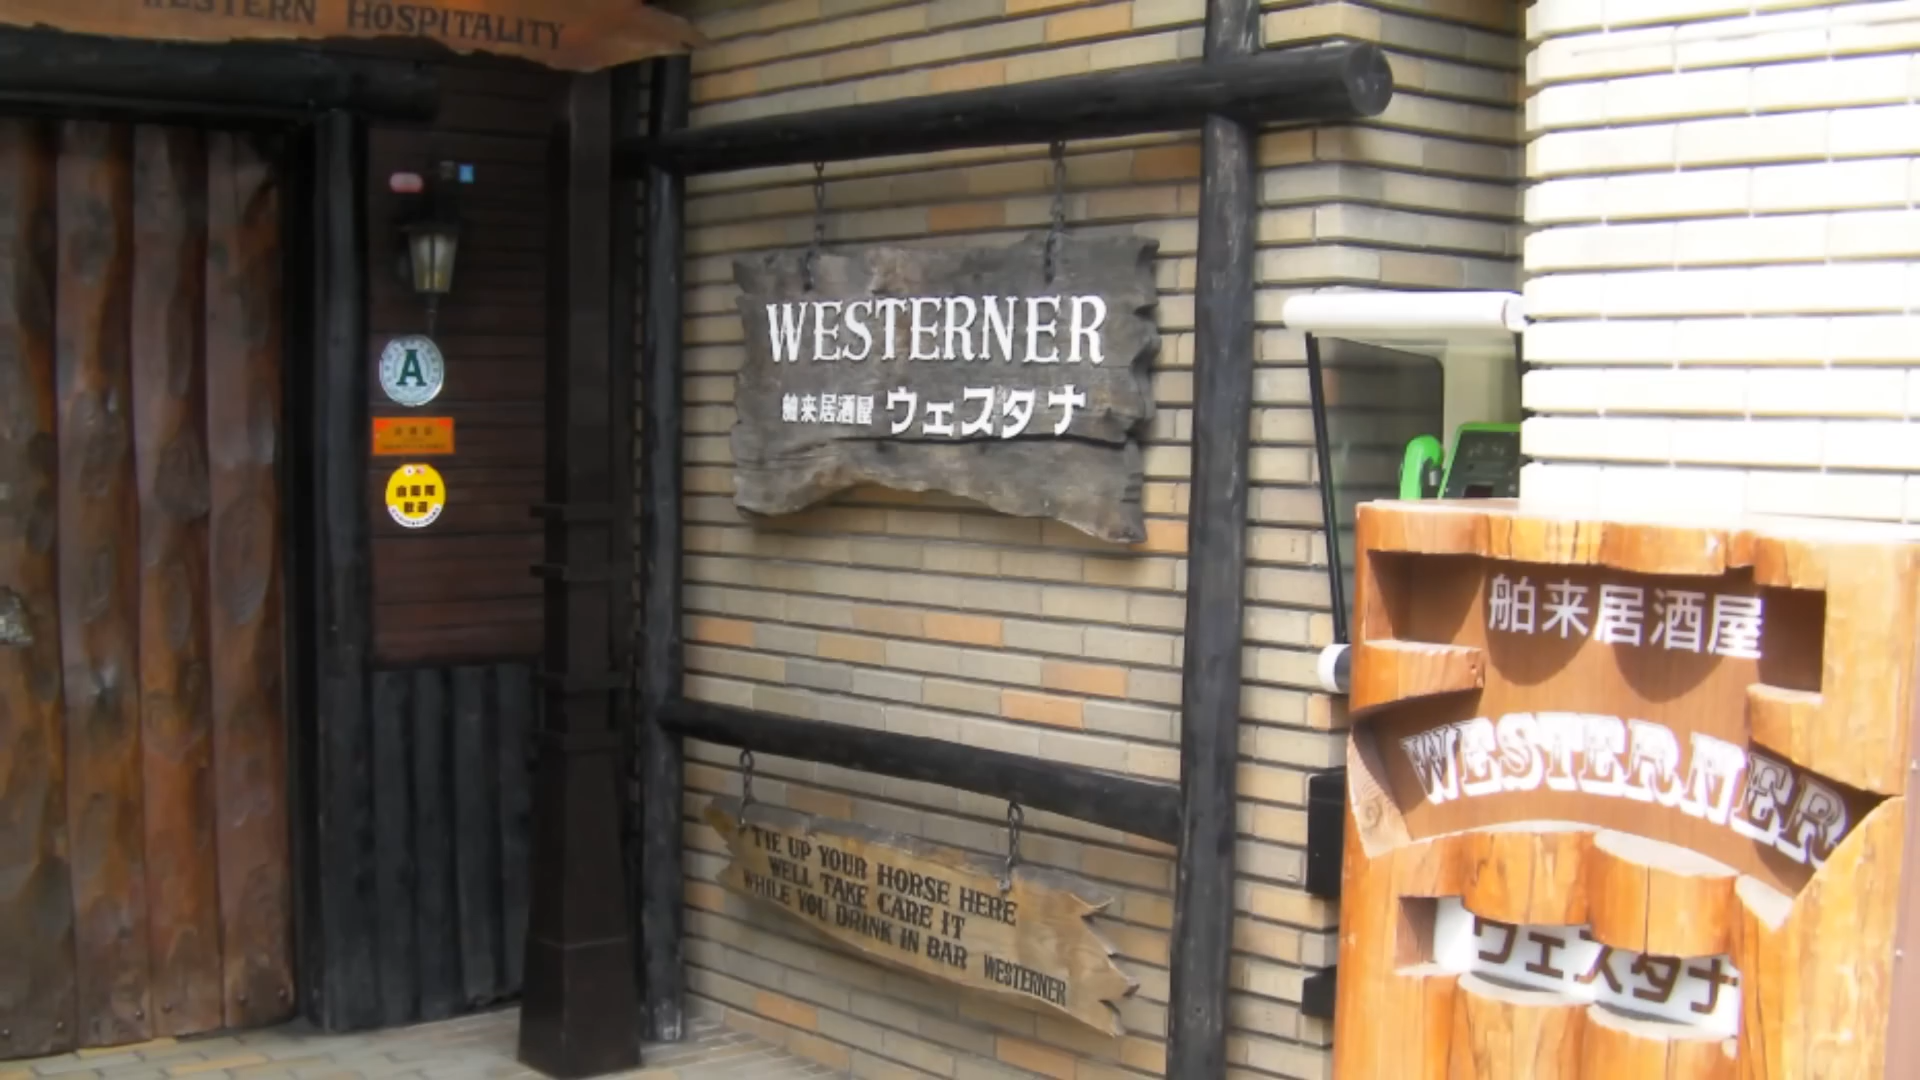 WESTERN HOSPITALITY
A
WESTERNER
舶来居酒屋 ウェスタナ
TIE UP YOUR HORSE HERE
WELL TAKE CARE IT
WHILE YOU DRINK IN BAR
WESTERNER
舶来居酒屋
WESTERNER
ウェスタナ